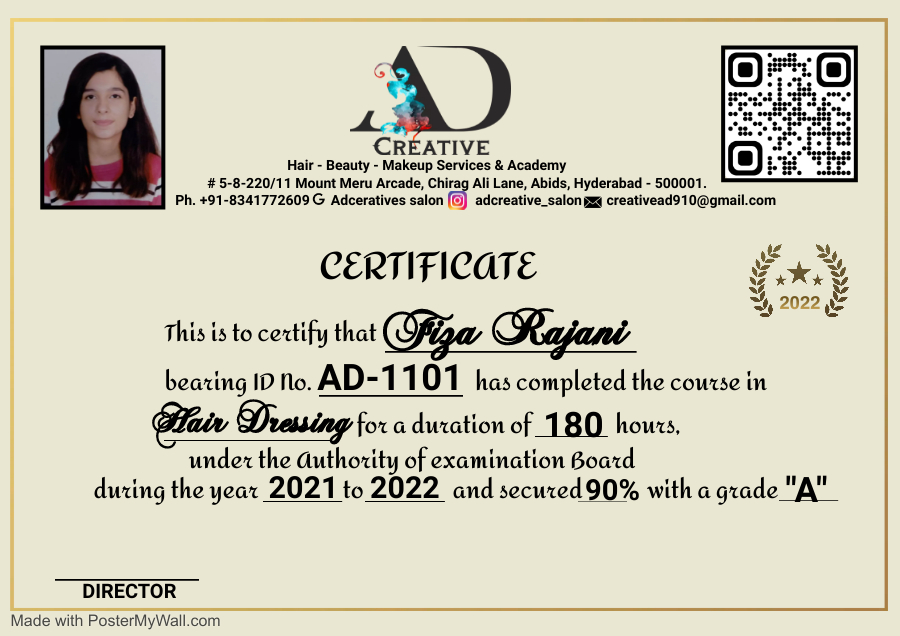 AD
CREATIVE
Hair - Beauty - Makeup Services & Academy
# 5-8-220/11 Mount Meru Arcade, Chirag Ali Lane, Abids, Hyderabad - 500001.
Ph. +91-8341772609 G Adceratives salon adcreative_salon creativead910@gmail.com
CERTIFICATE
2022
This is to certify that Fiza Rajani
bearing ID No. AD-1101 has completed the course in
Hair Dressing for a duration of 180 hours,
under the Authority of examination Board
during the year 2021 to 2022 and secured 90% with a grade "A"
DIRECTOR
Made with PosterMyWall.com